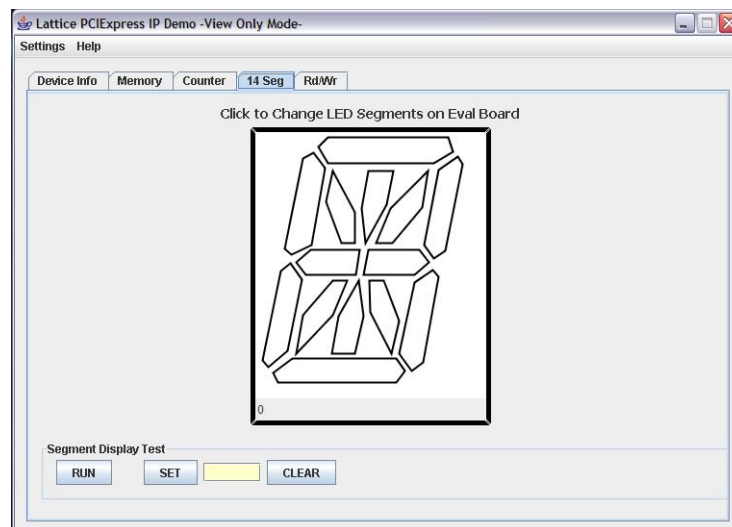 Lattice PCIExpress IP Demo -View Only Mode-
Settings Help
Device Info Memory Counter 14 Seg Rd/Wr
Click to Change LED Segments on Eval Board
0
Segment Display Test
RUN SET CLEAR